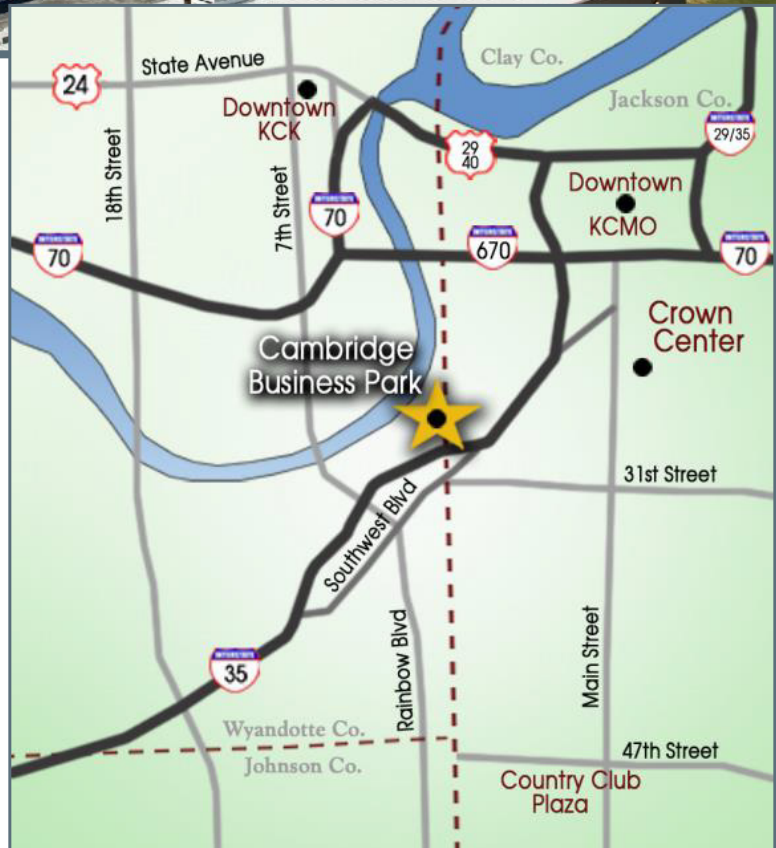 Clay Co.
State Avenue
24
Jackson Co.
Downtown
KCK
29/35
29
40
18th Street
7th Street
Downtown
KCMO
70
70
670
70
Crown
Center
Cambridge
Business Park
31st Street
Southwest Blvd
Rainbow Blvd
Main Street
35
Wyandotte Co.
Johnson Co.
47th Street
Country Club
Plaza